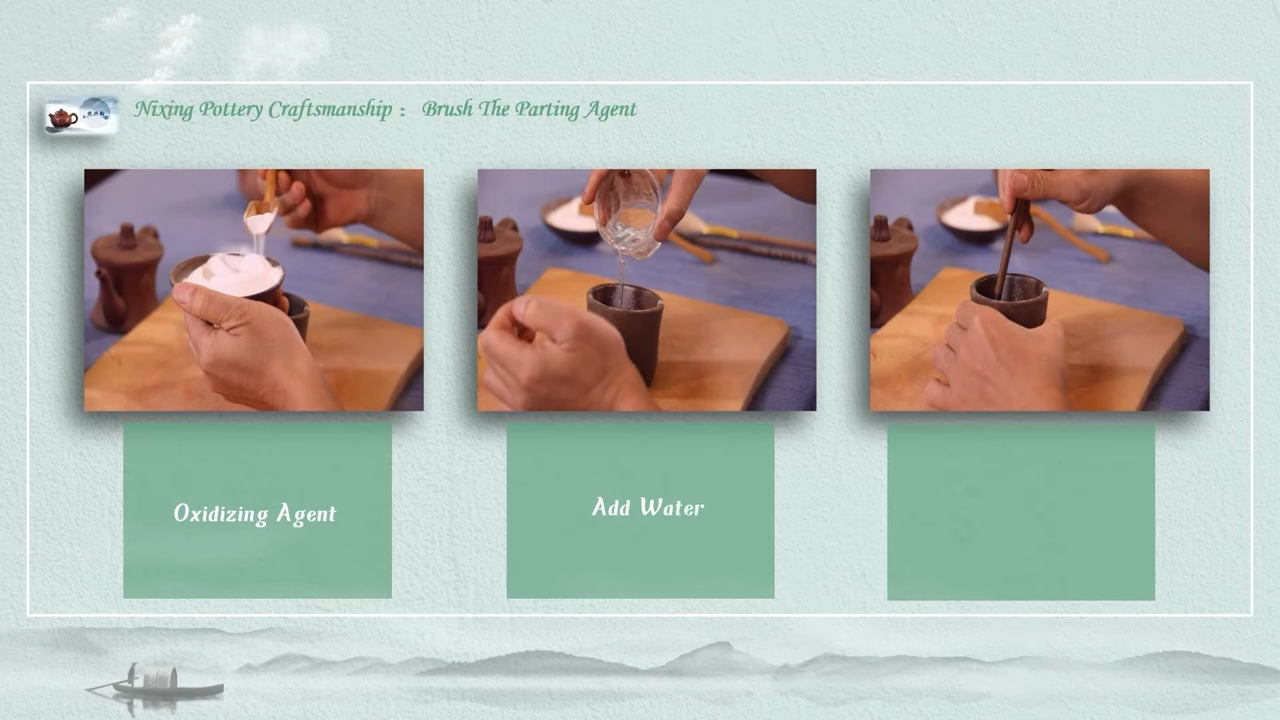 Nixing Pottery Craftsmanship： Brush The Parting Agent
Oxidizing Agent
Add Water